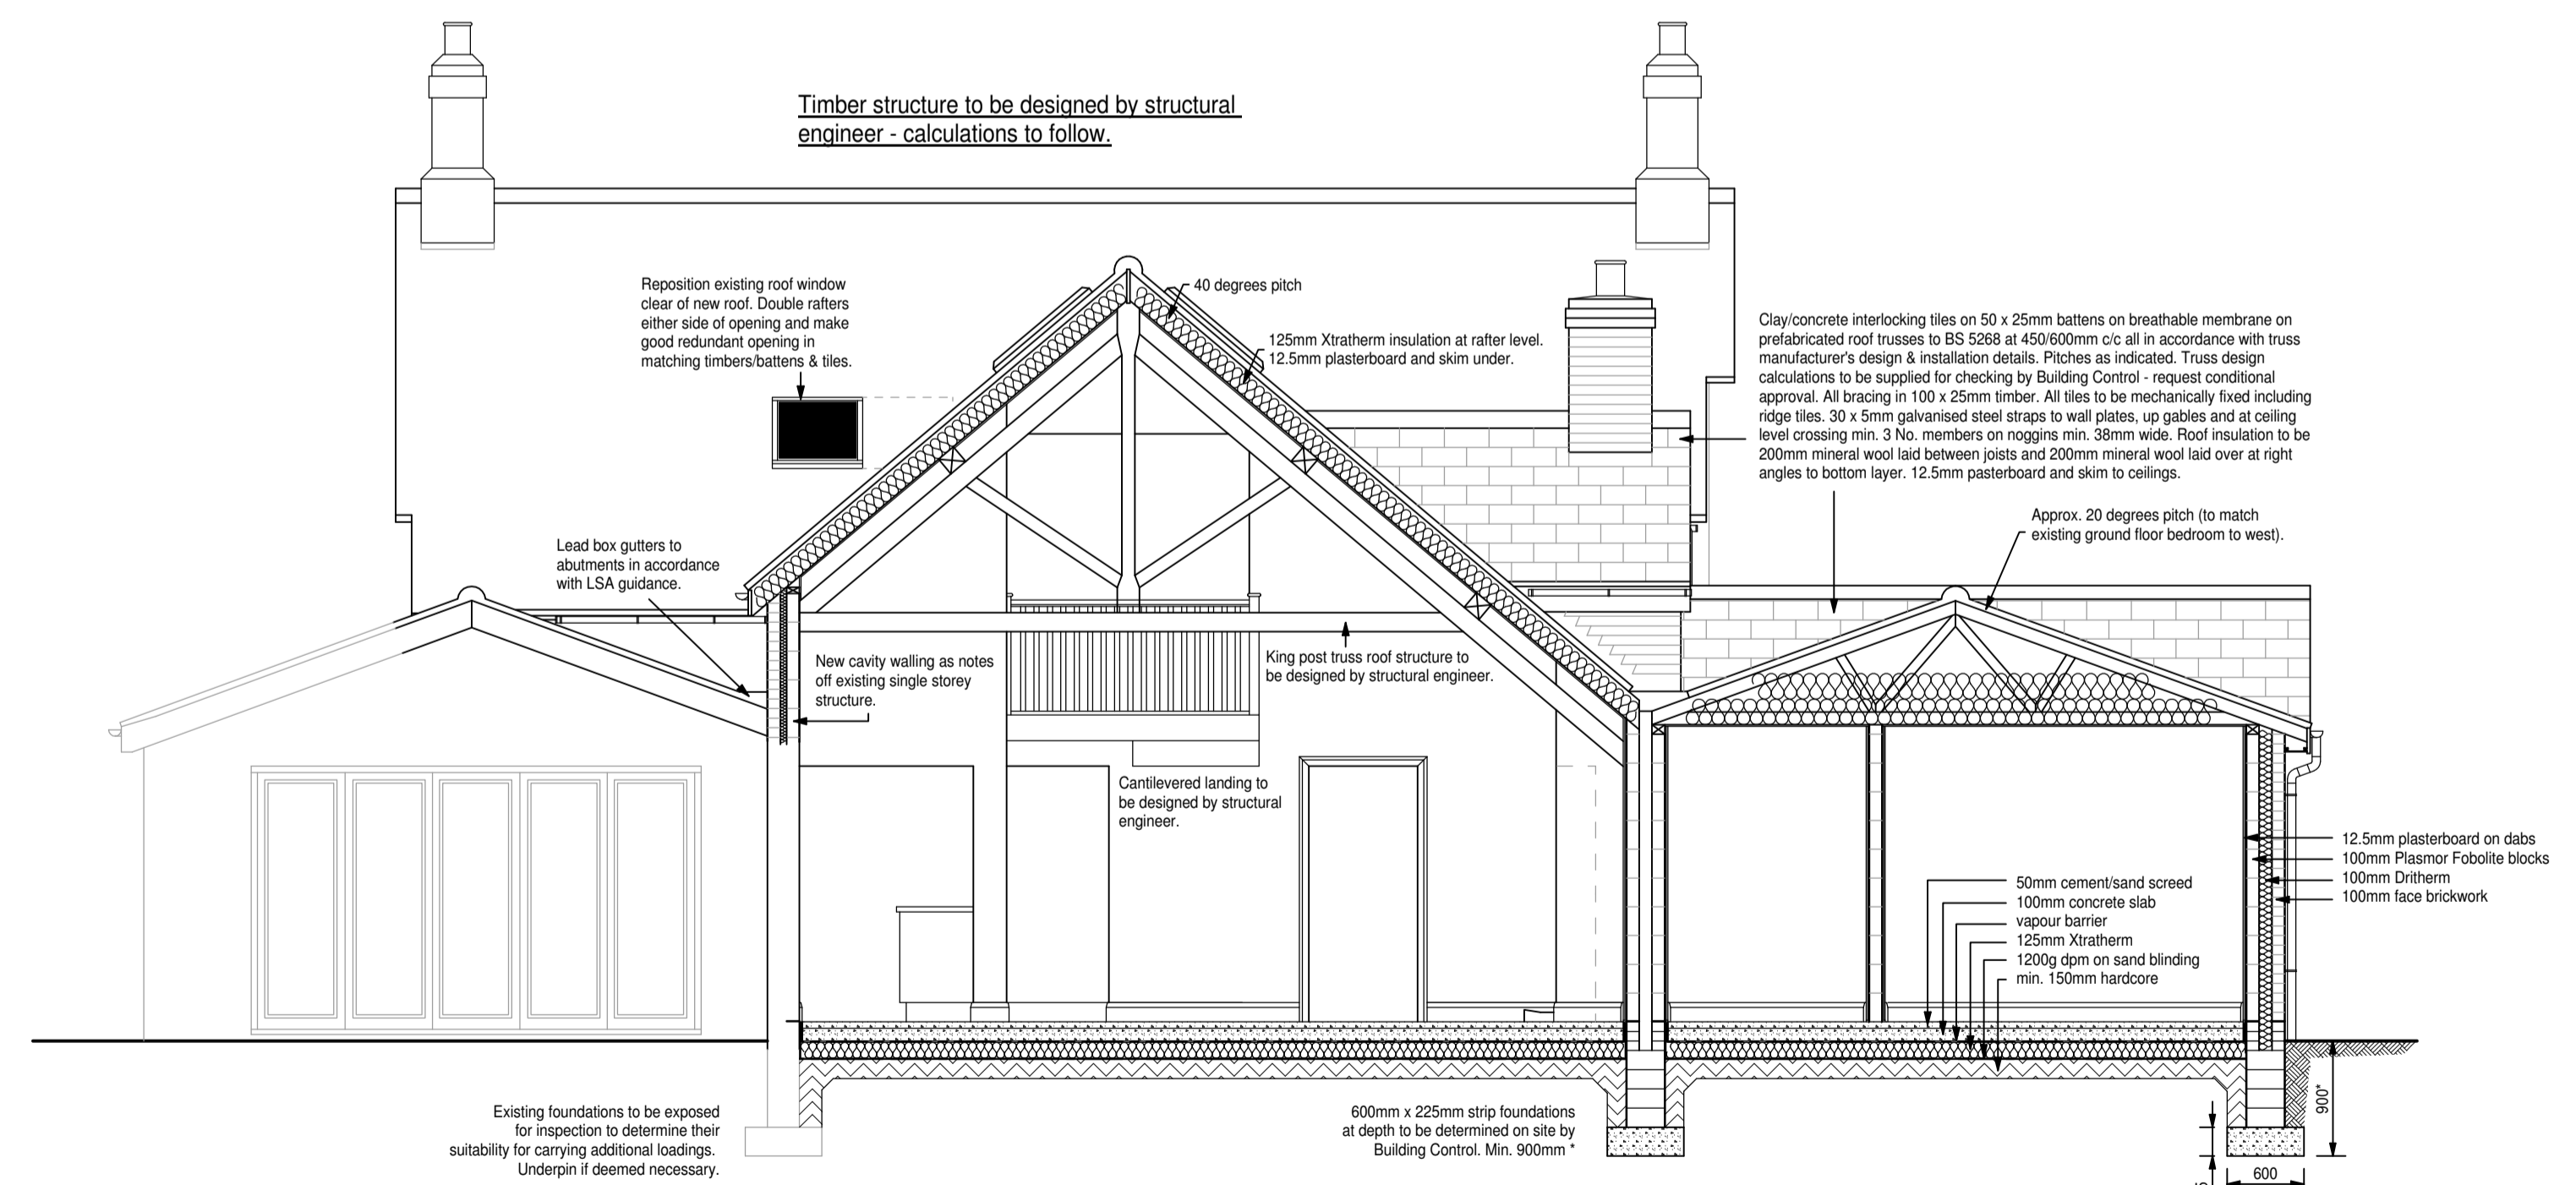 Timber structure to be designed by structural
engineer - calculations to follow.
Reposition existing roof window
clear of new roof. Double rafters
either side of opening and make
good redundant opening in
matching timbers/battens & tiles.
40 degrees pitch
125mm Xtratherm insulation at rafter level.
12.5mm plasterboard and skim under.
Clay/concrete interlocking tiles on 50 x 25mm battens on breathable membrane on
prefabricated roof trusses to BS 5268 at 450/600mm c/c all in accordance with truss
manufacturer's design & installation details. Pitches as indicated. Truss design
calculations to be supplied for checking by Building Control - request conditional
approval. All bracing in 100 x 25mm timber. All tiles to be mechanically fixed including
ridge tiles. 30 x 5mm galvanised steel straps to wall plates, up gables and at ceiling
level crossing min. 3 No. members on noggins min. 38mm wide. Roof insulation to be
200mm mineral wool laid between joists and 200mm mineral wool laid over at right
angles to bottom layer. 12.5mm pasterboard and skim to ceilings.
Approx. 20 degrees pitch (to match
existing ground floor bedroom to west).
Lead box gutters to
abutments in accordance
with LSA guidance.
New cavity walling as notes
off existing single storey
structure.
King post truss roof structure to
be designed by structural engineer.
Cantilevered landing to
be designed by structural
engineer.
12.5mm plasterboard on dabs
100mm Plasmor Fobolite blocks
100mm Dritherm
100mm face brickwork
50mm cement/sand screed
100mm concrete slab
vapour barrier
125mm Xtratherm
1200g dpm on sand blinding
min. 150mm hardcore
Existing foundations to be exposed
for inspection to determine their
suitability for carrying additional loadings.
Underpin if deemed necessary.
600mm x 225mm strip foundations
at depth to be determined on site by
Building Control. Min. 900mm *
900*
600